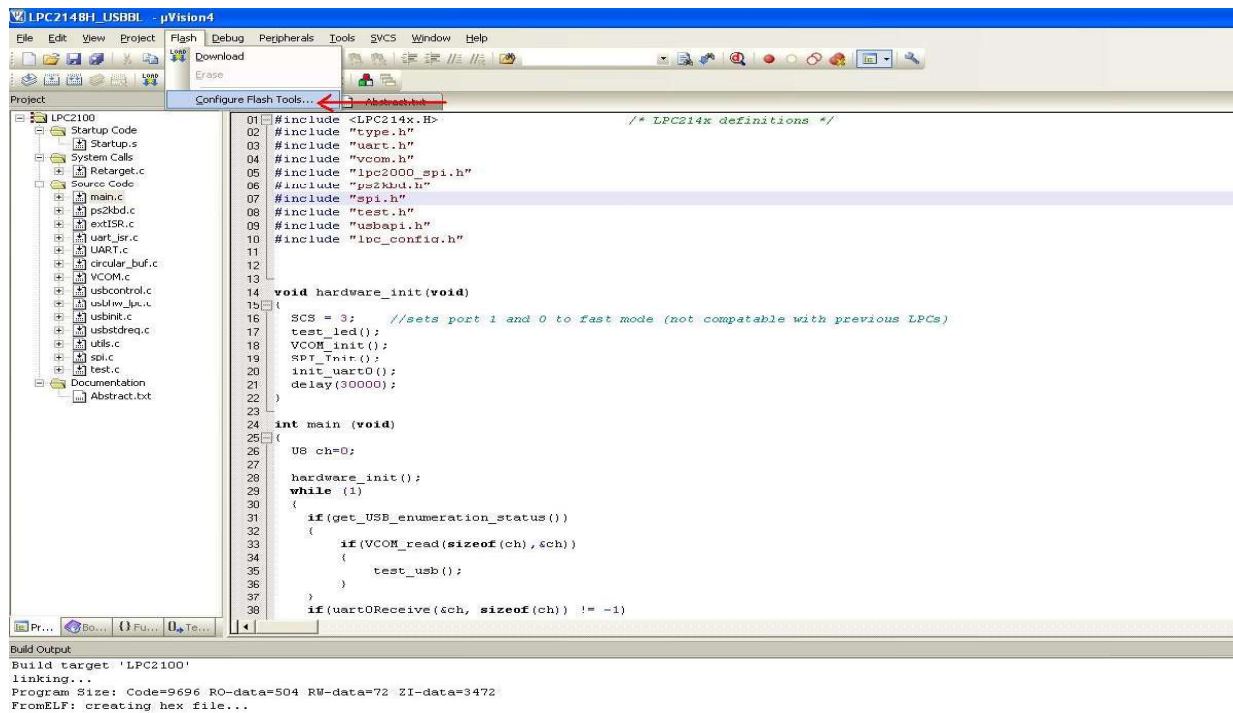 LPC2148H_USBBL - µVision4
File Edit View Project Flash Debug Peripherals Tools SVCS Window Help
Download
Erase
Configure Flash Tools...
Abstract.txt
Project
LPC2100
Startup Code
Startup.s
System Calls
Retarget.c
Source Code
main.c
ps2kbd.c
extISR.c
uart_isr.c
UART.c
circular_buf.c
VCOM.c
usbcontrol.c
usbhw_lpc.c
usbinit.c
usbstdreq.c
utils.c
spi.c
test.c
Documentation
Abstract.txt
01 #include <LPC214x.H> /* LPC214x definitions */
02 #include "type.h"
03 #include "uart.h"
04 #include "vcom.h"
05 #include "lpc2000_spi.h"
06 #include "ps2kbd.h"
07 #include "spi.h"
08 #include "test.h"
09 #include "usbapi.h"
10 #include "lpc_config.h"
11
12
13
14 void hardware_init(void)
15 {
16 SCS = 3; //sets port 1 and 0 to fast mode (not compatable with previous LPCs)
17 test_led();
18 VCOM_init();
19 SPI_Init();
20 init_uart0();
21 delay(30000);
22 }
23
24 int main (void)
25 {
26 U8 ch=0;
27
28 hardware_init();
29 while (1)
30 {
31 if(get_USB_enumeration_status())
32 {
33 if(VCOM_read(sizeof(ch),&ch))
34 {
35 test_usb();
36 }
37 }
38 if(uart0Receive(&ch, sizeof(ch)) != -1)
Pr... Bo... {} Fu... 0 Te...
Build Output
Build target 'LPC2100'
linking...
Program Size: Code=9696 RO-data=504 RW-data=72 ZI-data=3472
FromELF: creating hex file...